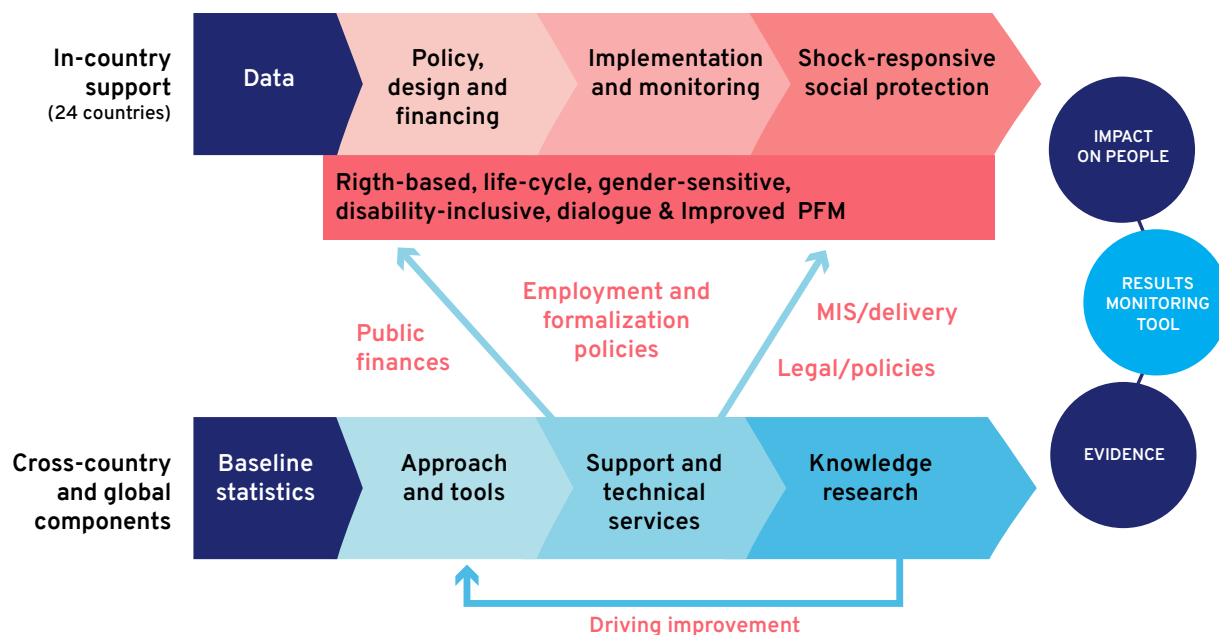 In-country
support
(24 countries)
Data
Policy,
design and
financing
Implementation
and monitoring
Shock-responsive
social protection
Rigth-based, life-cycle, gender-sensitive,
disability-inclusive, dialogue & Improved PFM
IMPACT
ON PEOPLE
RESULTS
MONITORING
TOOL
EVIDENCE
Public
finances
Employment and
formalization
policies
MIS/delivery
Legal/policies
Cross-country
and global
components
Baseline
statistics
Approach
and tools
Support and
technical
services
Knowledge
research
Driving improvement